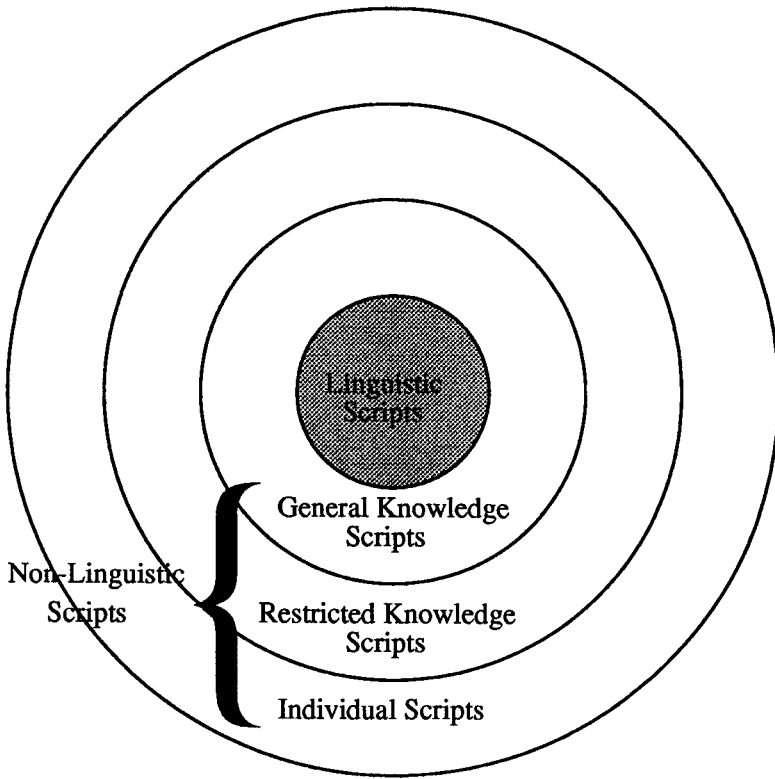 Linguistic
Scripts
General Knowledge
Scripts
Non-Linguistic
Scripts
Restricted Knowledge
Scripts
Individual Scripts